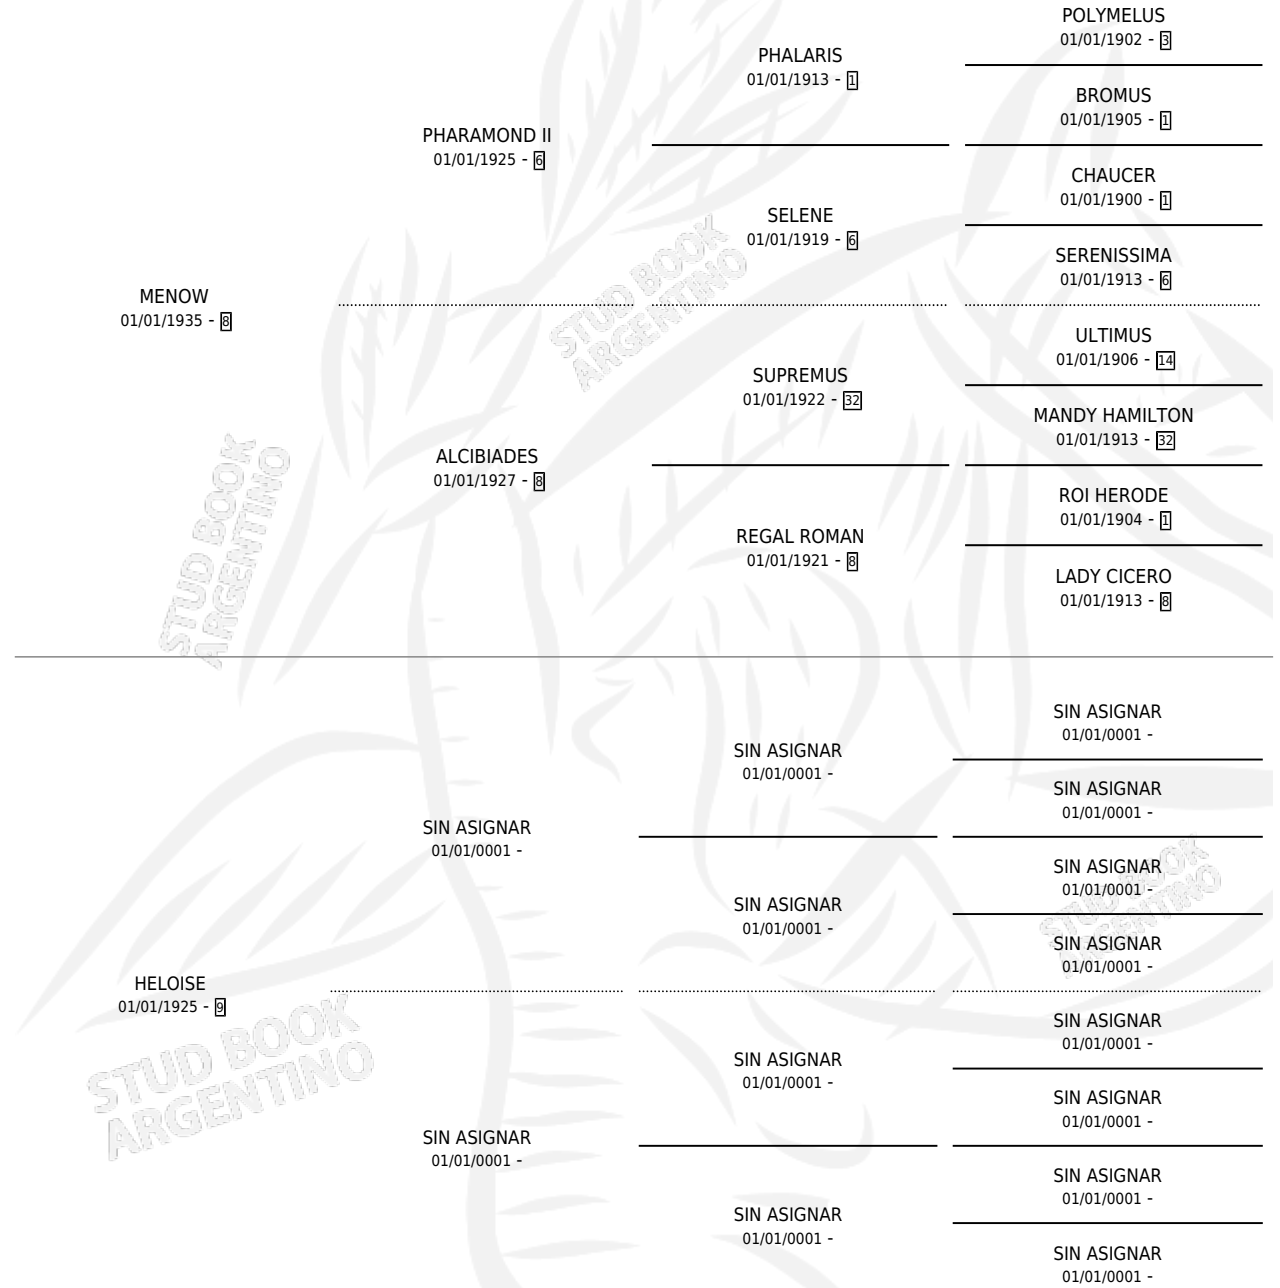 POLYMELUS
01/01/1902 - 3
PHALARIS
01/01/1913 - 1
BROMUS
01/01/1905 - 1
PHARAMOND II
01/01/1925 - 6
CHAUCER
01/01/1900 - 1
SELENE
01/01/1919 - 6
SERENISSIMA
01/01/1913 - 6
MENOW
01/01/1935 - 8
STUD BOOK
ARGENTINO
ULTIMUS
01/01/1906 - 14
SUPREMUS
01/01/1922 - 32
MANDY HAMILTON
01/01/1913 - 32
ALCIBIADES
01/01/1927 - 8
ROI HERODE
01/01/1904 - 1
REGAL ROMAN
01/01/1921 - 8
LADY CICERO
01/01/1913 - 8
STUD BOOK
ARGENTINO
SIN ASIGNAR
01/01/0001 -
SIN ASIGNAR
01/01/0001 -
SIN ASIGNAR
01/01/0001 -
SIN ASIGNAR
01/01/0001 -
SIN ASIGNAR
01/01/0001 -
SIN ASIGNAR
01/01/0001 -
SIN ASIGNAR
01/01/0001 -
STUD BOOK
ARGENTINO
HELOISE
01/01/1925 - 9
SIN ASIGNAR
01/01/0001 -
SIN ASIGNAR
01/01/0001 -
SIN ASIGNAR
01/01/0001 -
SIN ASIGNAR
01/01/0001 -
SIN ASIGNAR
01/01/0001 -
SIN ASIGNAR
01/01/0001 -
SIN ASIGNAR
01/01/0001 -
STUD BOOK
ARGENTINO